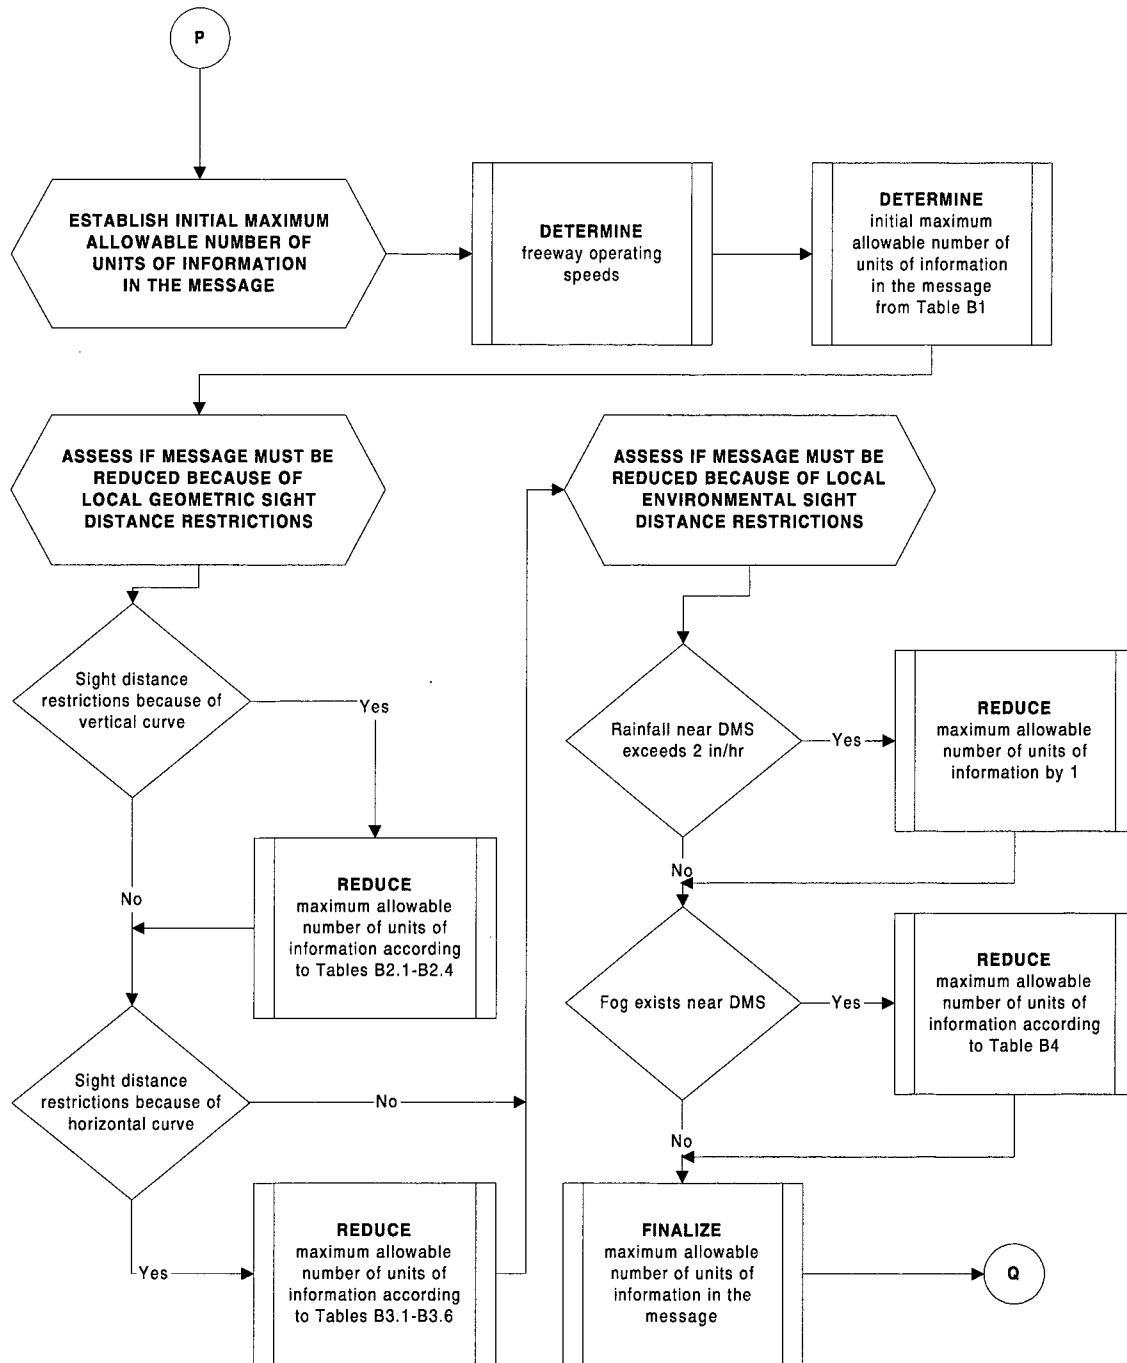 P
ESTABLISH INITIAL MAXIMUM
ALLOWABLE NUMBER OF
UNITS OF INFORMATION
IN THE MESSAGE
DETERMINE
freeway operating
speeds
DETERMINE
initial maximum
allowable number of
units of information
in the message
from Table B1
ASSESS IF MESSAGE MUST BE
REDUCED BECAUSE OF
LOCAL GEOMETRIC SIGHT
DISTANCE RESTRICTIONS
Sight distance
restrictions because of
vertical curve
Yes
No
REDUCE
maximum allowable
number of units of
information according
to Tables B2.1-B2.4
Sight distance
restrictions because of
horizontal curve
No
Yes
REDUCE
maximum allowable
number of units of
information according
to Tables B3.1-B3.6
ASSESS IF MESSAGE MUST BE
REDUCED BECAUSE OF LOCAL
ENVIRONMENTAL SIGHT
DISTANCE RESTRICTIONS
Rainfall near DMS
exceeds 2 in/hr
Yes
REDUCE
maximum allowable
number of units of
information by 1
No
Fog exists near DMS
Yes
REDUCE
maximum allowable
number of units of
information according
to Table B4
No
FINALIZE
maximum allowable
number of units of
information in the
message
Q